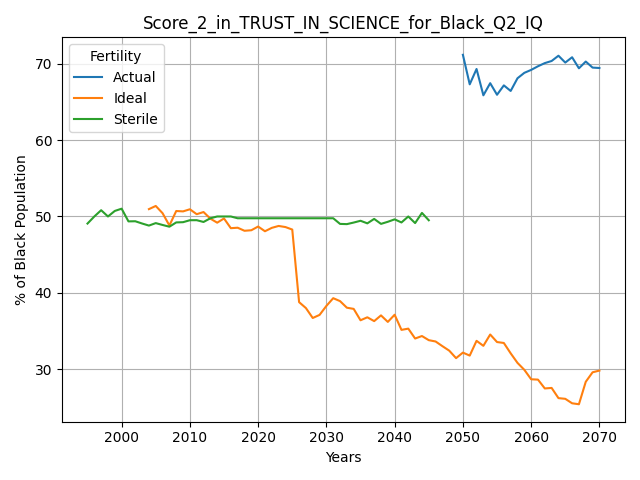 Score_2_in_TRUST_IN_SCIENCE_for_Black_Q2_IQ
Fertility
Actual
Ideal
Sterile
% of Black Population
70
60
50
40
30
2000 2010 2020 2030 2040 2050 2060 2070
Years